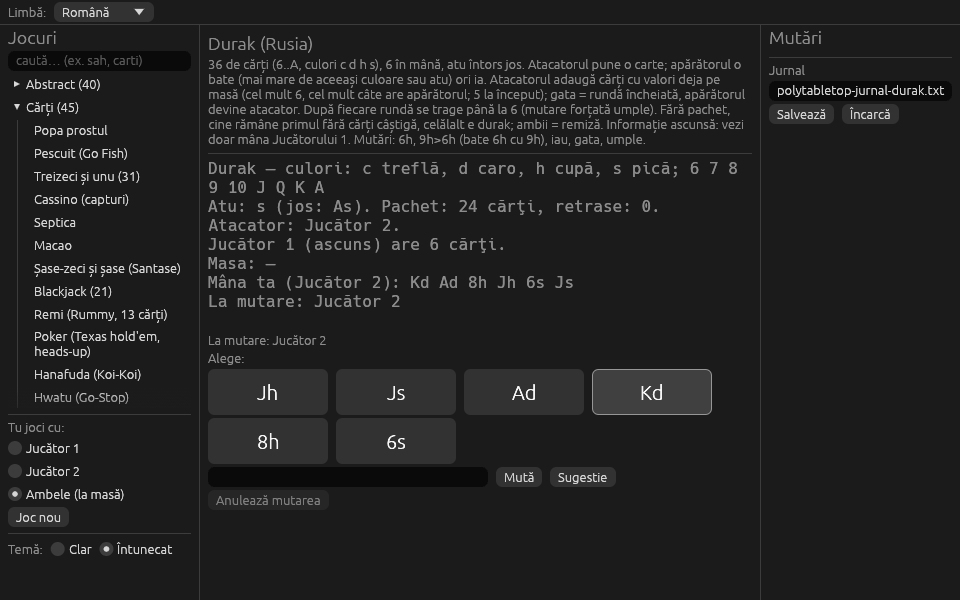 Limbă: Română
Jocuri
caută... (ex. sah, carti)
Abstract (40)
Cărți (45)
Popa prostul
Pescuit (Go Fish)
Treizeci și unu (31)
Cassino (capturi)
Septica
Macao
Șase-zeci și șase (Santase)
Blackjack (21)
Remi (Rummy, 13 cărți)
Poker (Texas hold'em,
heads-up)
Hanafuda (Koi-Koi)
Hwatu (Go-Stop)
Tu joci cu:
Jucător 1
Jucător 2
Ambele (la masă)
Joc nou
Temă: Clar Întunecat
Durak (Rusia)
36 de cărți (6..A, culori c d h s), 6 în mână, atu întors jos. Atacatorul pune o carte; apărătorul o
bate (mai mare de aceeași culoare sau atu) ori ia. Atacatorul adaugă cărți cu valori deja pe
masă (cel mult 6, cel mult câte are apărătorul; 5 la început); gata = rundă încheiată, apărătorul
devine atacator. După fiecare rundă se trage până la 6 (mutare forțată umple). Fără pachet,
cine rămâne primul fără cărți câștigă, celălalt e durak; ambii = remiză. Informație ascunsă: vezi
doar mâna Jucătorului 1. Mutări: 6h, 9h>6h (bate 6h cu 9h), iau, gata, umple.
Durak — culori: c treflă, d caro, h cupă, s pică; 6 7 8
9 10 J Q K A
Atu: s (jos: As). Pachet: 24 cărţi, retrase: 0.
Atacator: Jucător 2.
Jucător 1 (ascuns) are 6 cărţi.
Masa: —
Mâna ta (Jucător 2): Kd Ad 8h Jh 6s Js
La mutare: Jucător 2
La mutare: Jucător 2
Alege:
Jh Js Ad Kd
8h 6s
Mută Sugestie
Anulează mutarea
Mutări
Jurnal
polytabletop-jurnal-durak.txt
Salvează Încarcă